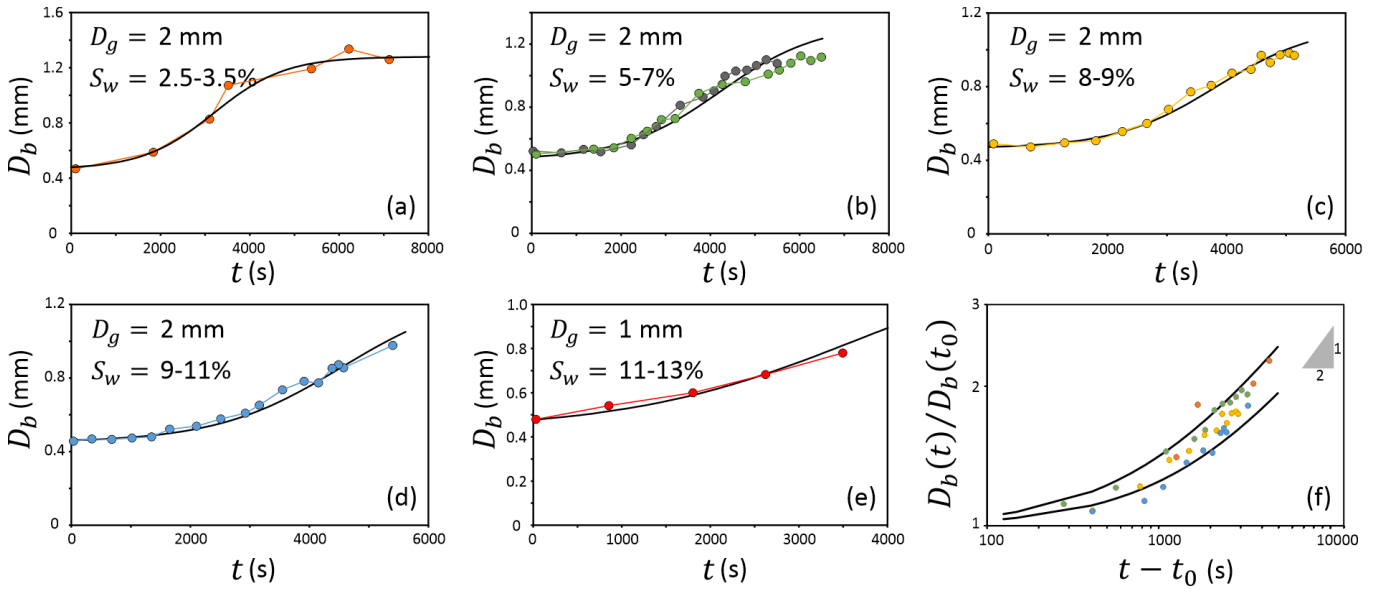 1.6
1.2
0.8
0.4
0
D_b (mm)
D_g = 2 mm
S_w = 2.5-3.5%
(a)
0 2000 4000 6000 8000
t (s)
1.2
0.8
0.4
0
D_b (mm)
D_g = 2 mm
S_w = 5-7%
(b)
0 1000 2000 3000 4000 5000 6000 7000 8000
t (s)
1.2
0.8
0.4
0
D_b (mm)
D_g = 2 mm
S_w = 8-9%
(c)
0 2000 4000 6000
t (s)
1.2
0.8
0.4
0
D_b (mm)
D_g = 2 mm
S_w = 9-11%
(d)
0 2000 4000 6000
t (s)
1.0
0.8
0.6
0.4
0.2
0
D_b (mm)
D_g = 1 mm
S_w = 11-13%
(e)
0 1000 2000 3000 4000
t (s)
3
2
1
D_b(t)/D_b(t_0)
1
2
(f)
100 1000 10000
t − t_0 (s)